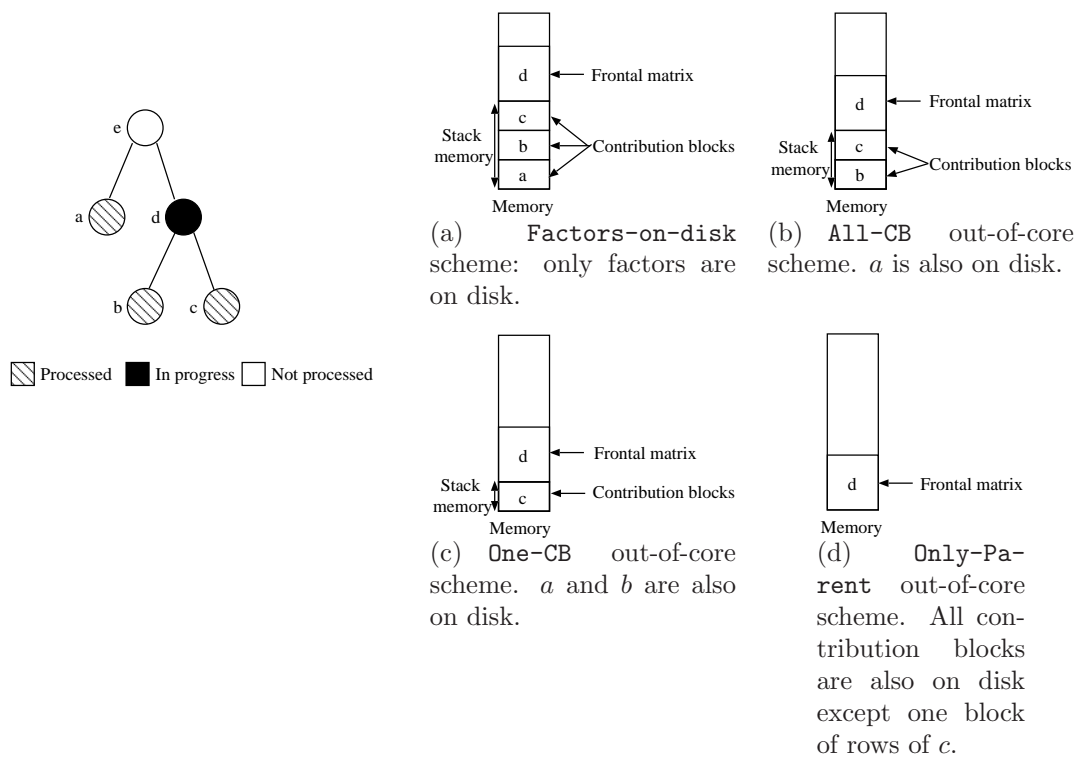 e
a
d
b
c
Processed
In progress
Not processed
d
Frontal matrix
c
Stack
memory
b
Contribution blocks
a
Memory
(a) Factors-on-disk
scheme: only factors are
on disk.
d
Frontal matrix
Stack
memory
c
Contribution blocks
b
Memory
(b) All-CB out-of-core
scheme. a is also on disk.
d
Frontal matrix
Stack
memory
c
Contribution blocks
Memory
(c) One-CB out-of-core
scheme. a and b are also
on disk.
d
Frontal matrix
Memory
(d) Only-Pa-
rent out-of-core
scheme. All con-
tribution blocks
are also on disk
except one block
of rows of c.